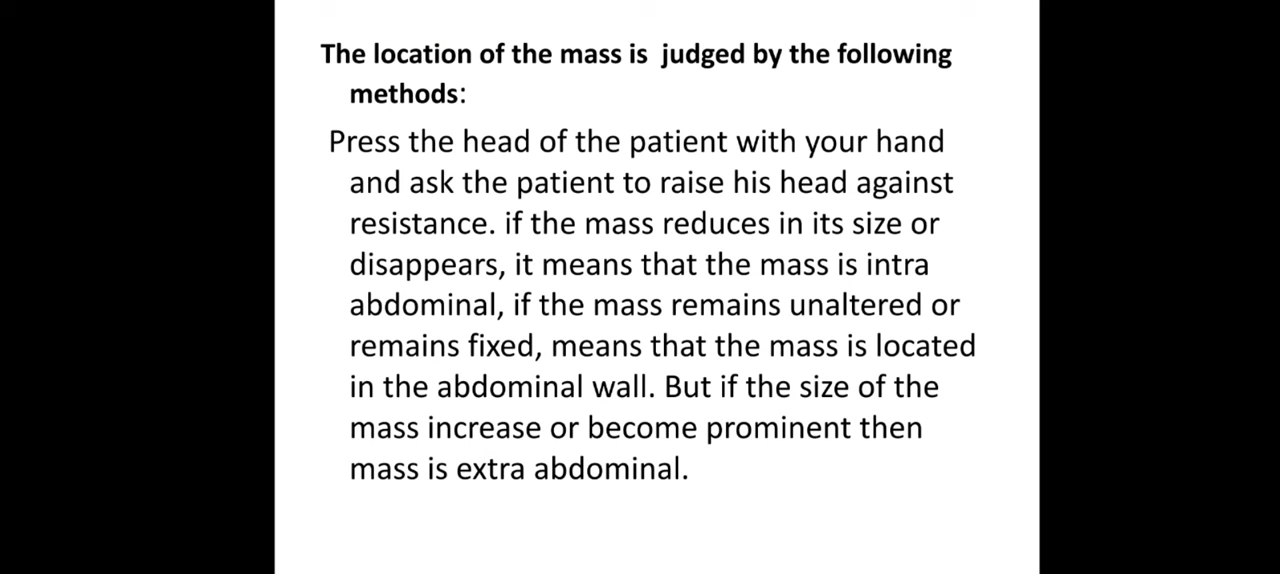 The location of the mass is  judged by the following
methods:
Press the head of the patient with your hand
and ask the patient to raise his head against
resistance. if the mass reduces in its size or
disappears, it means that the mass is intra
abdominal, if the mass remains unaltered or
remains fixed, means that the mass is located
in the abdominal wall. But if the size of the
mass increase or become prominent then
mass is extra abdominal.